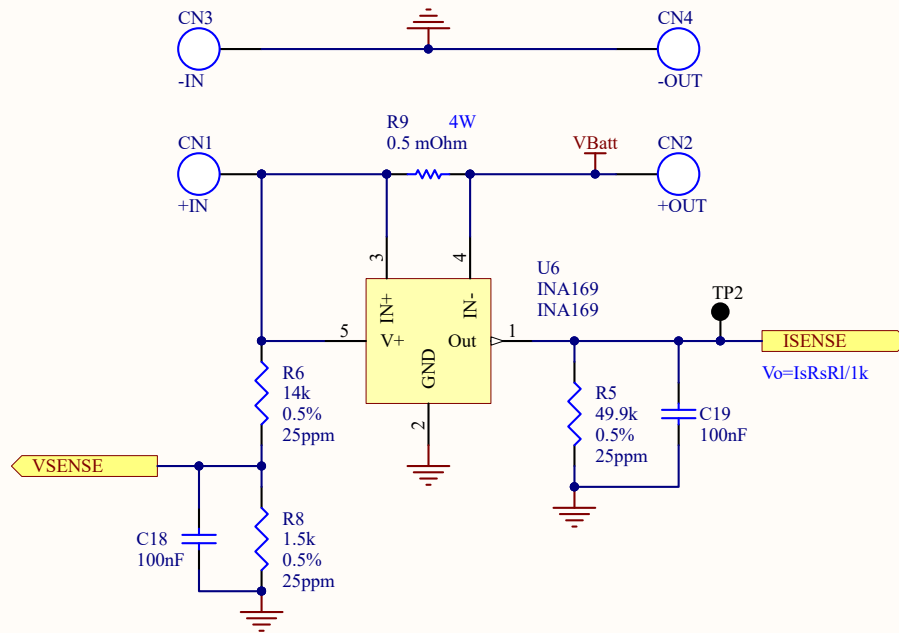 CN3
-IN
CN4
-OUT
CN1
+IN
R9 4W
0.5 mOhm
VBatt
CN2
+OUT
3
4
IN+
IN-
5
V+
Out
1
GND
2
U6
INA169
INA169
TP2
ISENSE
Vo=IsRsRl/1k
R6
14k
0.5%
25ppm
R5
49.9k
0.5%
25ppm
C19
100nF
VSENSE
C18
100nF
R8
1.5k
0.5%
25ppm